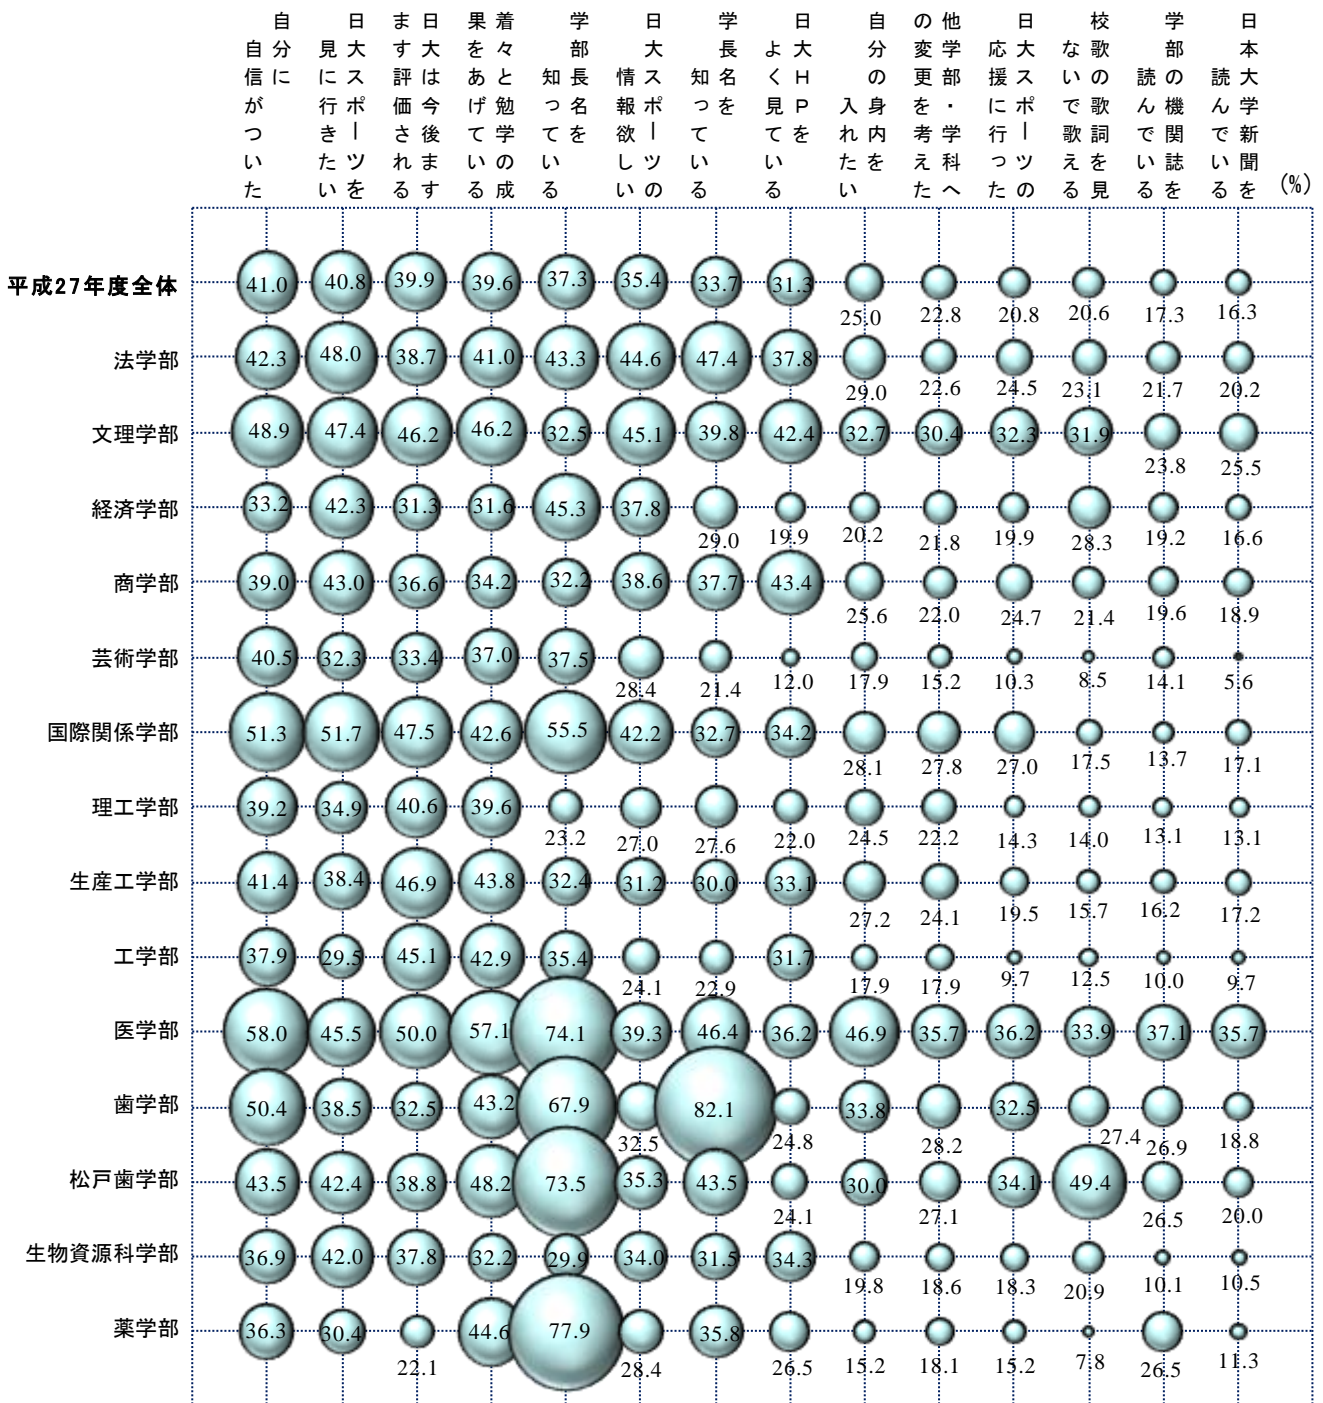 自分に自信がついた
日大スポーツを見に行きたい
日大は今後ますます評価される
着々と勉学の成果をあげている
学部長名を知っている
日大スポーツの情報欲しい
学長名を知っている
日大HPをよく見ている
自分の身内を入れたい
他学部・学科への変更を考えた
日大スポーツの応援に行った
校歌の歌詞を見ないで歌える
学部の機関誌を読んでいる
日本大学新聞を読んでいる
(%)
平成27年度全体 41.0 40.8 39.9 39.6 37.3 35.4 33.7 31.3 25.0 22.8 20.8 20.6 17.3 16.3
法学部 42.3 48.0 38.7 41.0 43.3 44.6 47.4 37.8 29.0 22.6 24.5 23.1 21.7 20.2
文理学部 48.9 47.4 46.2 46.2 32.5 45.1 39.8 42.4 32.7 30.4 32.3 31.9 23.8 25.5
経済学部 33.2 42.3 31.3 31.6 45.3 37.8 29.0 19.9 20.2 21.8 19.9 28.3 19.2 16.6
商学部 39.0 43.0 36.6 34.2 32.2 38.6 37.7 43.4 25.6 22.0 24.7 21.4 19.6 18.9
芸術学部 40.5 32.3 33.4 37.0 37.5 28.4 21.4 12.0 17.9 15.2 10.3 8.5 14.1 5.6
国際関係学部 51.3 51.7 47.5 42.6 55.5 42.2 32.7 34.2 28.1 27.8 27.0 17.5 13.7 17.1
理工学部 39.2 34.9 40.6 39.6 23.2 27.0 27.6 22.0 24.5 22.2 14.3 14.0 13.1 13.1
生産工学部 41.4 38.4 46.9 43.8 32.4 31.2 30.0 33.1 27.2 24.1 19.5 15.7 16.2 17.2
工学部 37.9 29.5 45.1 42.9 35.4 24.1 22.9 31.7 17.9 17.9 9.7 12.5 10.0 9.7
医学部 58.0 45.5 50.0 57.1 74.1 39.3 46.4 36.2 46.9 35.7 36.2 33.9 37.1 35.7
歯学部 50.4 38.5 32.5 43.2 67.9 32.5 82.1 24.8 33.8 28.2 32.5 27.4 26.9 18.8
松戸歯学部 43.5 42.4 38.8 48.2 73.5 35.3 43.5 24.1 30.0 27.1 34.1 49.4 26.5 20.0
生物資源科学部 36.9 42.0 37.8 32.2 29.9 34.0 31.5 34.3 19.8 18.6 18.3 20.9 10.1 10.5
薬学部 36.3 30.4 22.1 44.6 77.9 28.4 35.8 26.5 15.2 18.1 15.2 7.8 26.5 11.3